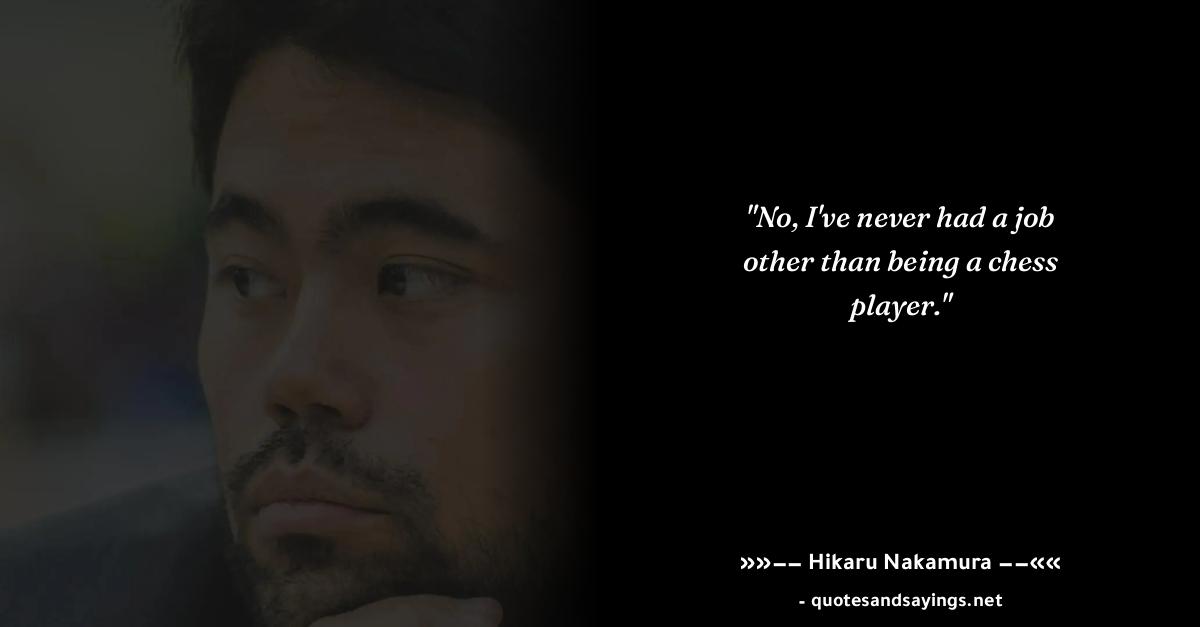 "No, I've never had a job
other than being a chess
player."
»»–– Hikaru Nakamura ––««
- quotesandsayings.net